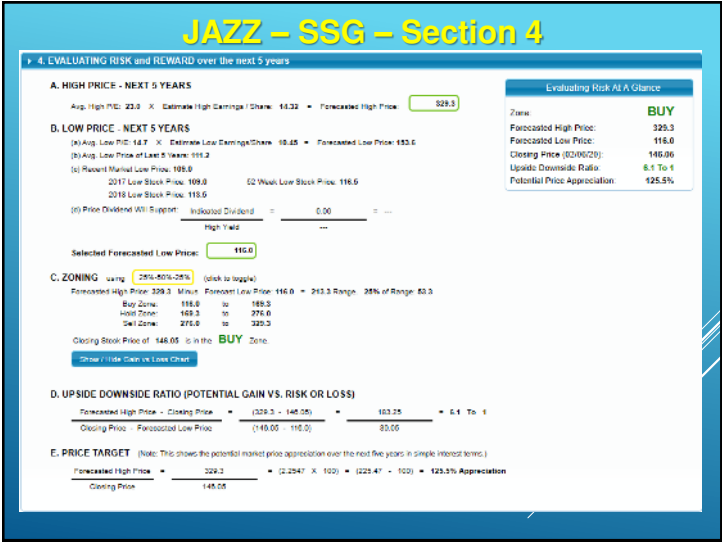 JAZZ – SSG – Section 4
4. EVALUATING RISK and REWARD over the next 5 years
A. HIGH PRICE - NEXT 5 YEARS
Avg. High P/E: 23.0 X Estimate High Earnings / Share: 14.32 = Forecasted High Price: 329.3
B. LOW PRICE - NEXT 5 YEARS
(a) Avg. Low P/E: 14.7 X Estimate Low Earnings/Share 10.45 = Forecasted Low Price: 153.6
(b) Avg. Low Price of Last 5 Years: 111.2
(c) Recent Market Low Price: 109.0
2017 Low Stock Price: 109.0 52 Week Low Stock Price: 116.5
2018 Low Stock Price: 113.5
(d) Price Dividend Will Support: Indicated Dividend = 0.00 = ---
High Yield ---
Selected Forecasted Low Price: 116.0
C. ZONING using 25%-50%-25% (click to toggle)
Forecasted High Price: 329.3 Minus Forecast Low Price: 116.0 = 213.3 Range. 25% of Range: 53.3
Buy Zone: 116.0 to 169.3
Hold Zone: 169.3 to 276.0
Sell Zone: 276.0 to 329.3
Closing Stock Price of 146.05 is in the BUY Zone.
Show / Hide Gain vs Loss Chart
D. UPSIDE DOWNSIDE RATIO (POTENTIAL GAIN VS. RISK OR LOSS)
Forecasted High Price - Closing Price = (329.3 - 146.05) = 183.25 = 6.1 To 1
Closing Price - Forecasted Low Price (146.05 - 116.0) 30.05
E. PRICE TARGET (Note: This shows the potential market price appreciation over the next five years in simple interest terms.)
Forecasted High Price = 329.3 = (2.2547 X 100) = (225.47 - 100) = 125.5% Appreciation
Closing Price 146.05
Evaluating Risk At A Glance
Zone: BUY
Forecasted High Price: 329.3
Forecasted Low Price: 116.0
Closing Price (02/06/20): 146.05
Upside Downside Ratio: 6.1 To 1
Potential Price Appreciation: 125.5%